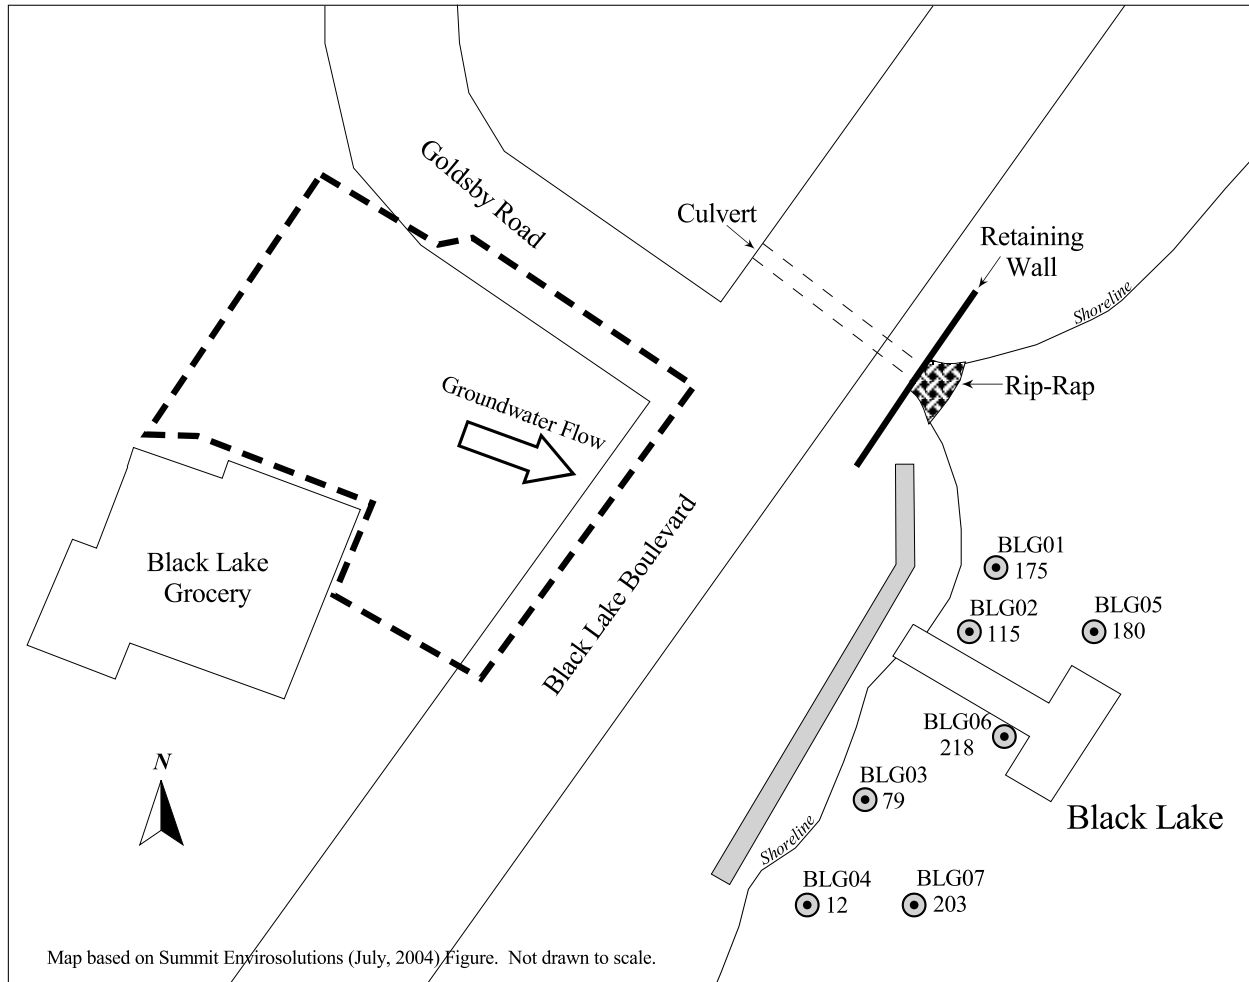 Goldsby Road
Culvert
Retaining
Wall
Shoreline
Rip-Rap
Groundwater Flow
Black Lake Boulevard
Black Lake
Grocery
BLG01
175
BLG02
115
BLG05
180
BLG06
218
BLG03
79
Black Lake
Shoreline
BLG04
12
BLG07
203
N
Map based on Summit Envirosolutions (July, 2004) Figure.  Not drawn to scale.